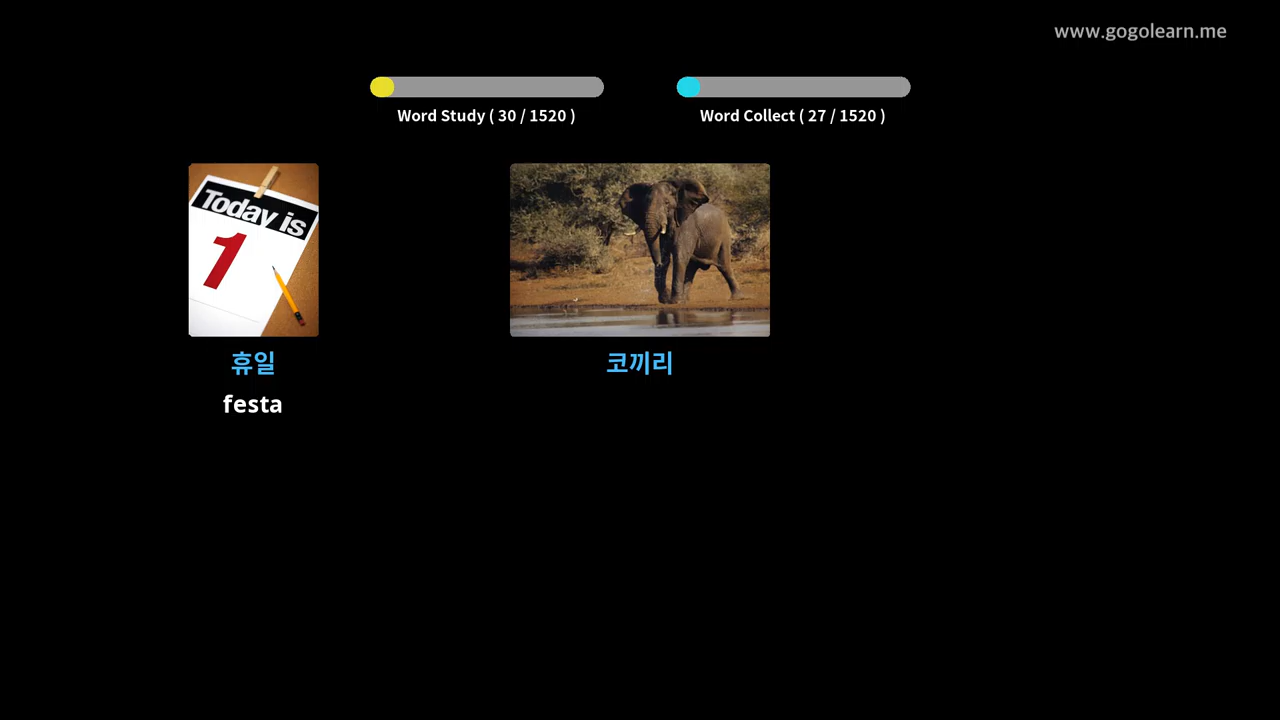 www.gogolearn.me
Word Study ( 30 / 1520 )
Word Collect ( 27 / 1520 )
Today is
1
휴일
festa
코끼리